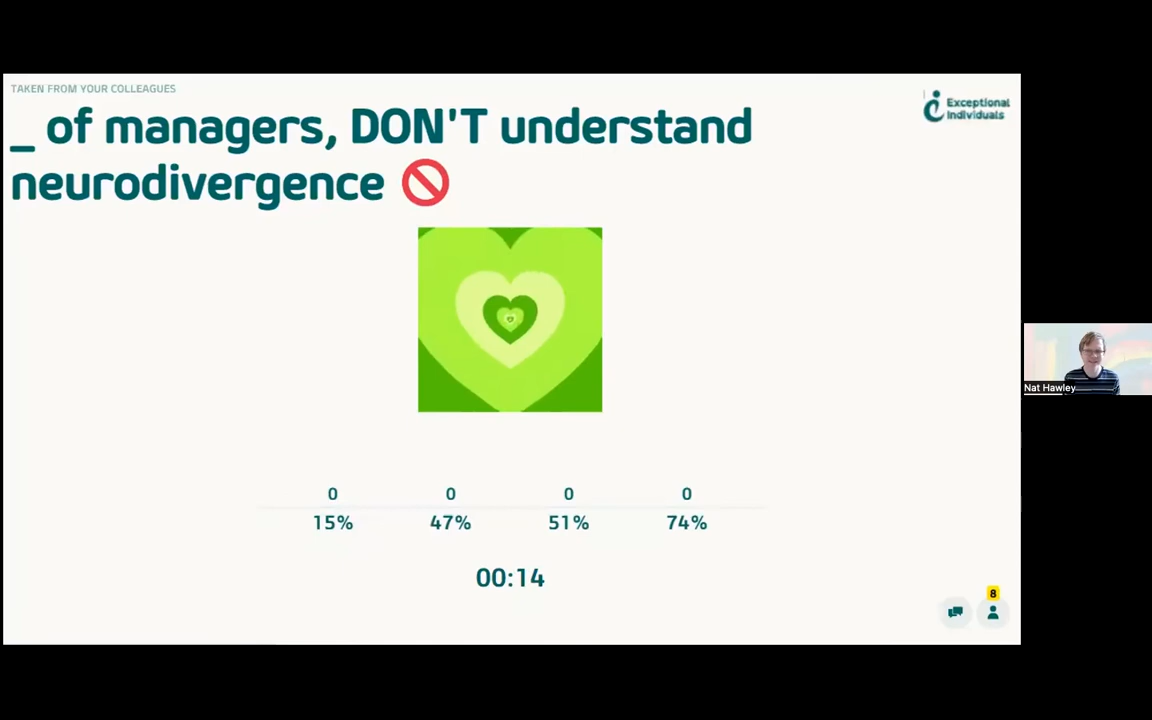 TAKEN FROM YOUR COLLEAGUES
_ of managers, DON'T understand
neurodivergence
Exceptional
Individuals
0 0 0 0
15% 47% 51% 74%
00:14
8
Nat Hawley